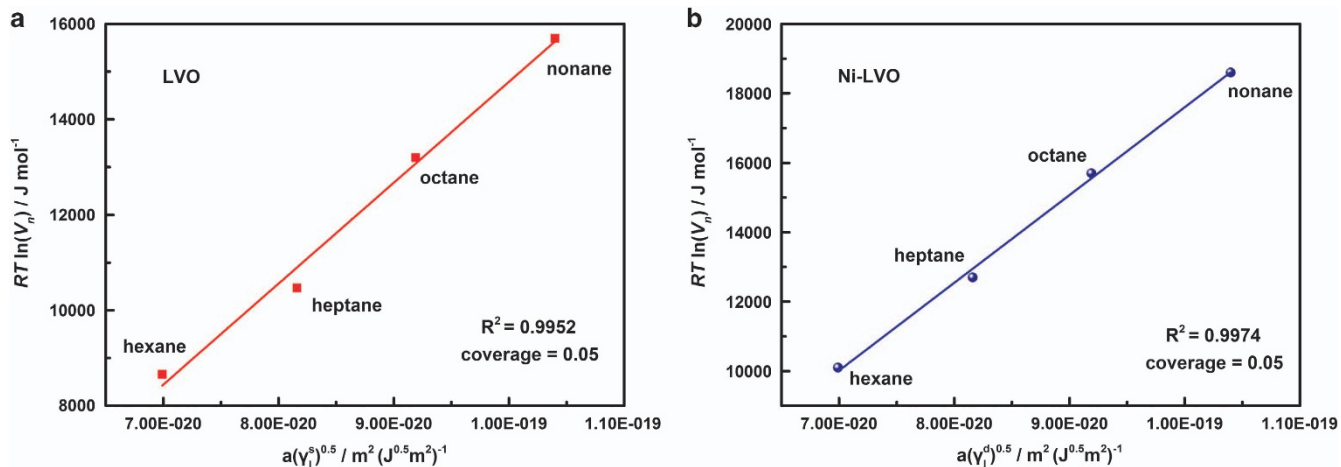 a
LVO
nonane
octane
heptane
hexane
R² = 0.9952
coverage = 0.05
16000
14000
12000
10000
8000
RT ln(Vₙ) / J mol⁻¹
7.00E-020 8.00E-020 9.00E-020 1.00E-019 1.10E-019
a(γₗˢ)⁰·⁵ / m² (J⁰·⁵m²)⁻¹
b
Ni-LVO
nonane
octane
heptane
hexane
R² = 0.9974
coverage = 0.05
20000
18000
16000
14000
12000
10000
RT ln(Vₙ) / J mol⁻¹
7.00E-020 8.00E-020 9.00E-020 1.00E-019 1.10E-019
a(γₗᵈ)⁰·⁵ / m² (J⁰·⁵m²)⁻¹